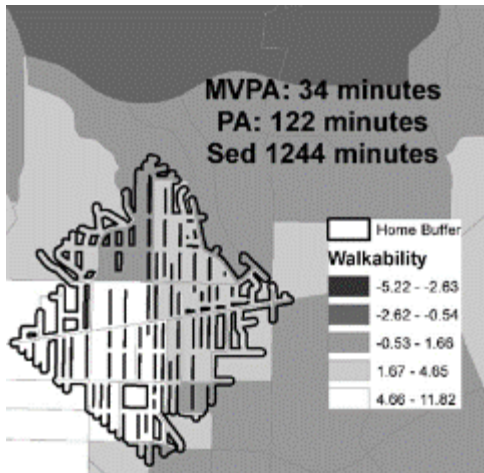 MVPA: 34 minutes
PA: 122 minutes
Sed 1244 minutes
Home Buffer
Walkability
-5.22 - -2.63
-2.62 - -0.54
-0.53 - 1.66
1.67 - 4.65
4.66 - 11.82